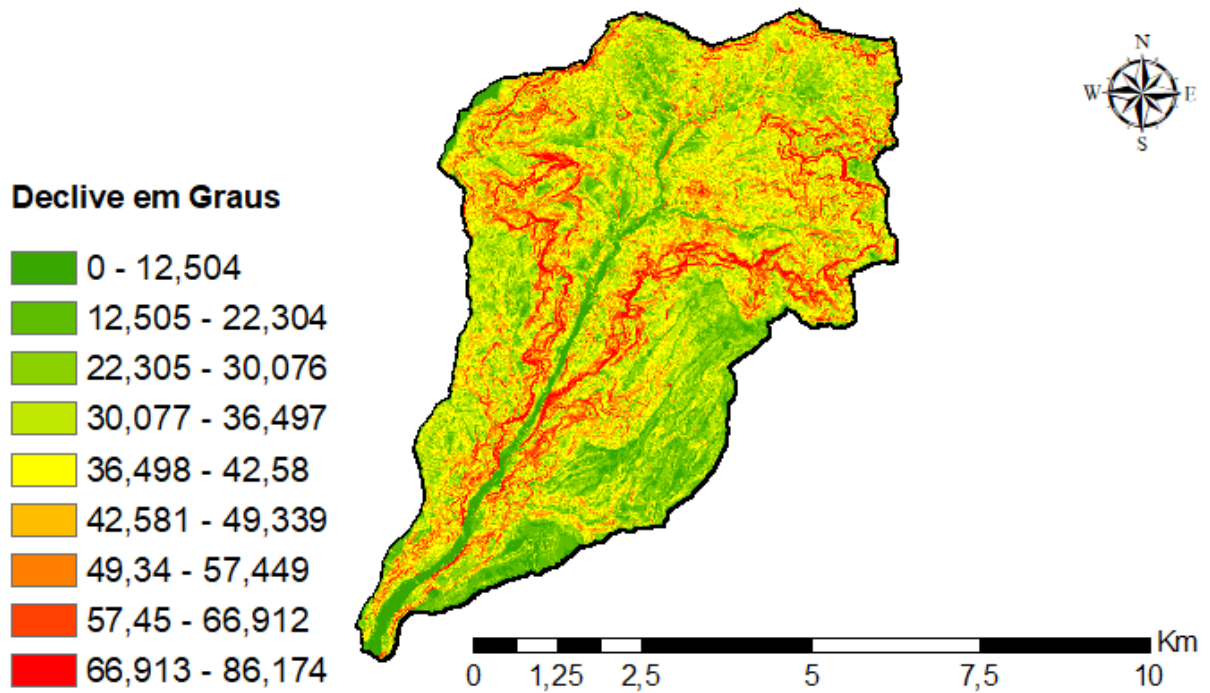 N
W E
S
Declive em Graus
0 - 12,504
12,505 - 22,304
22,305 - 30,076
30,077 - 36,497
36,498 - 42,58
42,581 - 49,339
49,34 - 57,449
57,45 - 66,912
66,913 - 86,174
Km
0 1,25 2,5 5 7,5 10